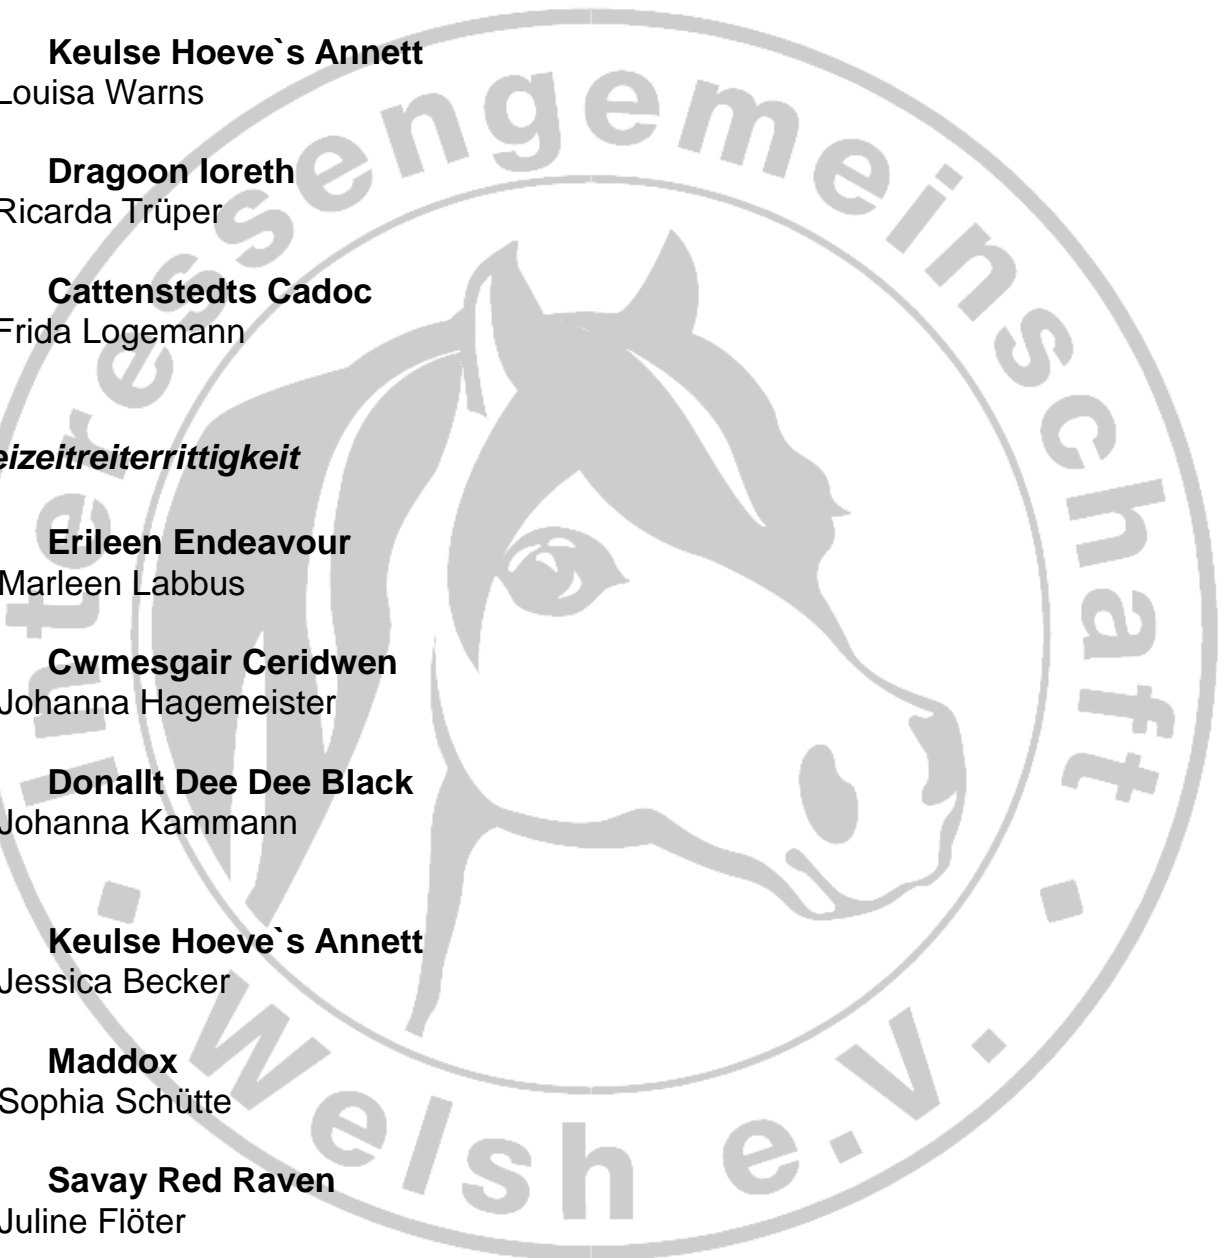 Keulse Hoeve`s Annett
Louisa Warns
Dragoon Ioreth
Ricarda Trüper
Cattenstedts Cadoc
Frida Logemann
eizeitreiterrittigkeit
Erileen Endeavour
Marleen Labbus
Cwmesgair Ceridwen
Johanna Hagemeister
Donallt Dee Dee Black
Johanna Kammann
Keulse Hoeve`s Annett
Jessica Becker
Maddox
Sophia Schütte
Savay Red Raven
Juline Flöter
Interessengemeinschaft
Welsh e.V.